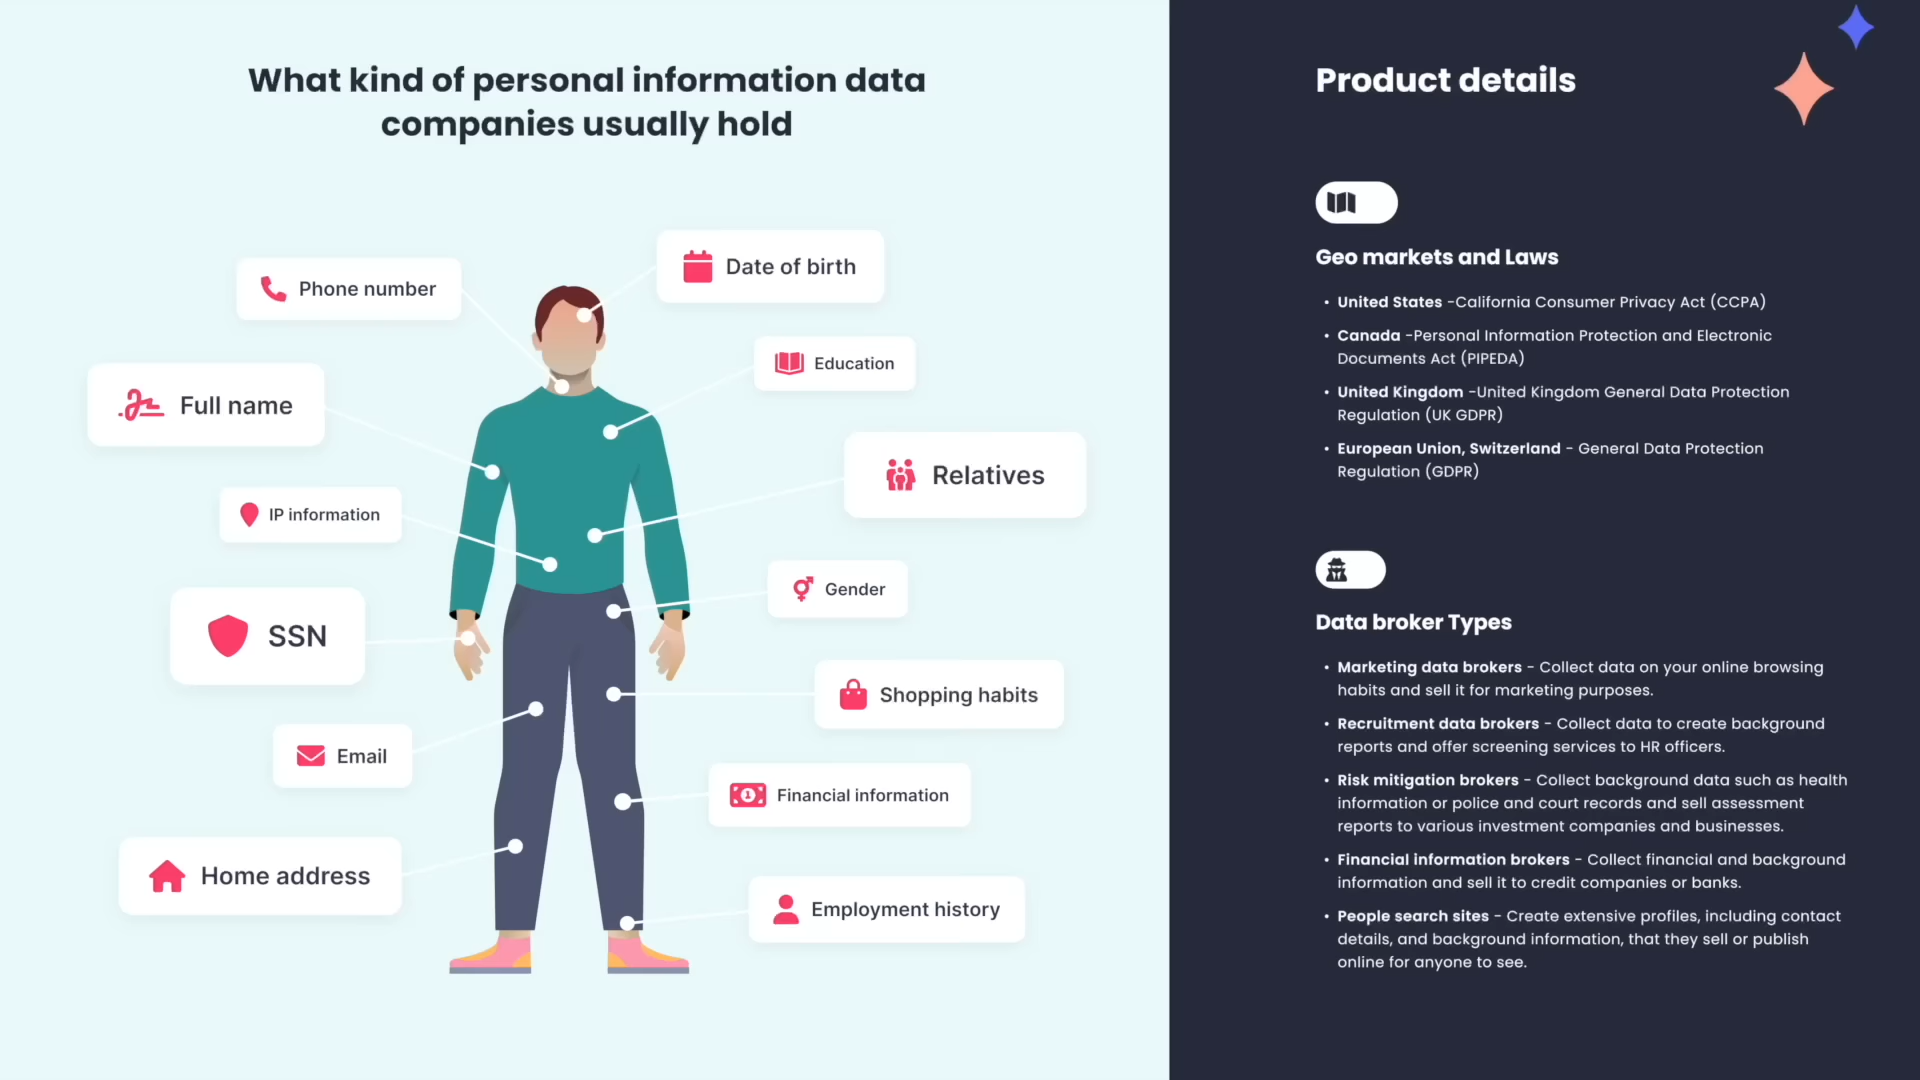 What kind of personal information data
companies usually hold
Phone number
Date of birth
Education
Full name
Relatives
IP information
Gender
SSN
Shopping habits
Email
Financial information
Home address
Employment history
Product details
Geo markets and Laws
• United States -California Consumer Privacy Act (CCPA)
• Canada -Personal Information Protection and Electronic
Documents Act (PIPEDA)
• United Kingdom -United Kingdom General Data Protection
Regulation (UK GDPR)
• European Union, Switzerland - General Data Protection
Regulation (GDPR)
Data broker Types
• Marketing data brokers - Collect data on your online browsing
habits and sell it for marketing purposes.
• Recruitment data brokers - Collect data to create background
reports and offer screening services to HR officers.
• Risk mitigation brokers - Collect background data such as health
information or police and court records and sell assessment
reports to various investment companies and businesses.
• Financial information brokers - Collect financial and background
information and sell it to credit companies or banks.
• People search sites - Create extensive profiles, including contact
details, and background information, that they sell or publish
online for anyone to see.